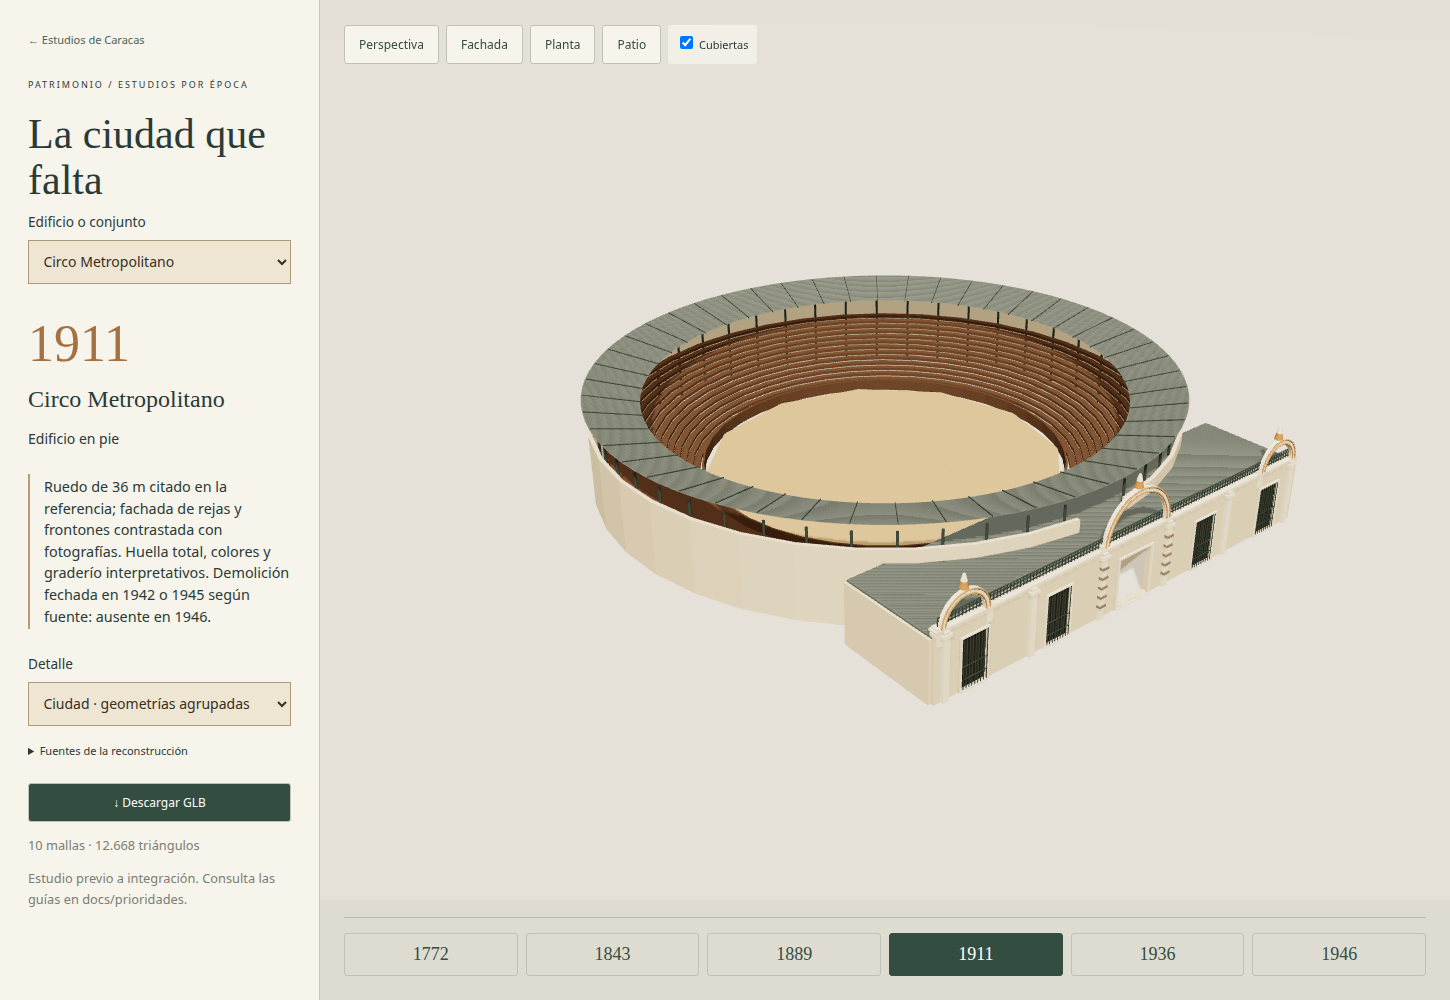 ← Estudios de Caracas
PATRIMONIO / ESTUDIOS POR ÉPOCA
La ciudad que
falta
Edificio o conjunto
Circo Metropolitano
1911
Circo Metropolitano
Edificio en pie
Ruedo de 36 m citado en la
referencia; fachada de rejas y
frontones contrastada con
fotografías. Huella total, colores y
graderío interpretativos. Demolición
fechada en 1942 o 1945 según
fuente: ausente en 1946.
Detalle
Ciudad · geometrías agrupadas
▶ Fuentes de la reconstrucción
↓ Descargar GLB
10 mallas · 12.668 triángulos
Estudio previo a integración. Consulta las
guías en docs/prioridades.
Perspectiva Fachada Planta Patio Cubiertas
1772 1843 1889 1911 1936 1946